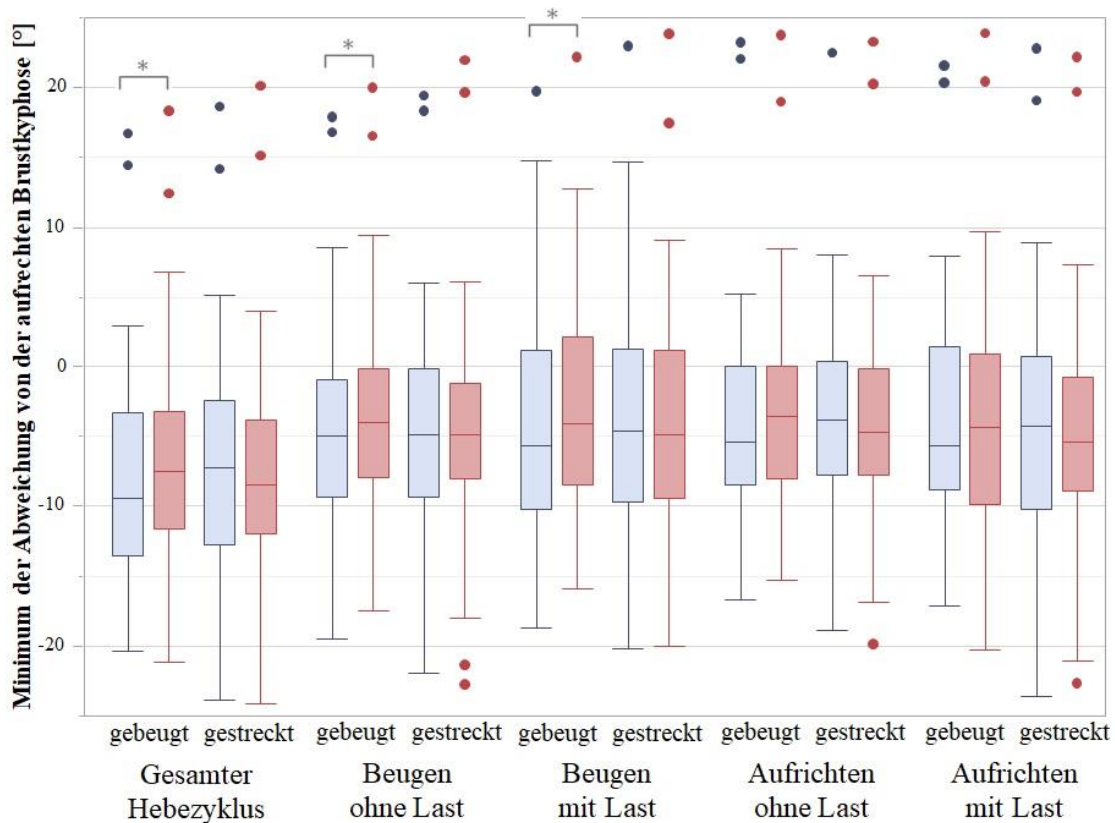 Minimum der Abweichung von der aufrechten Brustkyphose [°]
20
10
0
-10
-20
*
*
*
gebeugt gestreckt gebeugt gestreckt gebeugt gestreckt gebeugt gestreckt gebeugt gestreckt
Gesamter Beugen Beugen Aufrichten Aufrichten
Hebezyklus ohne Last mit Last ohne Last mit Last